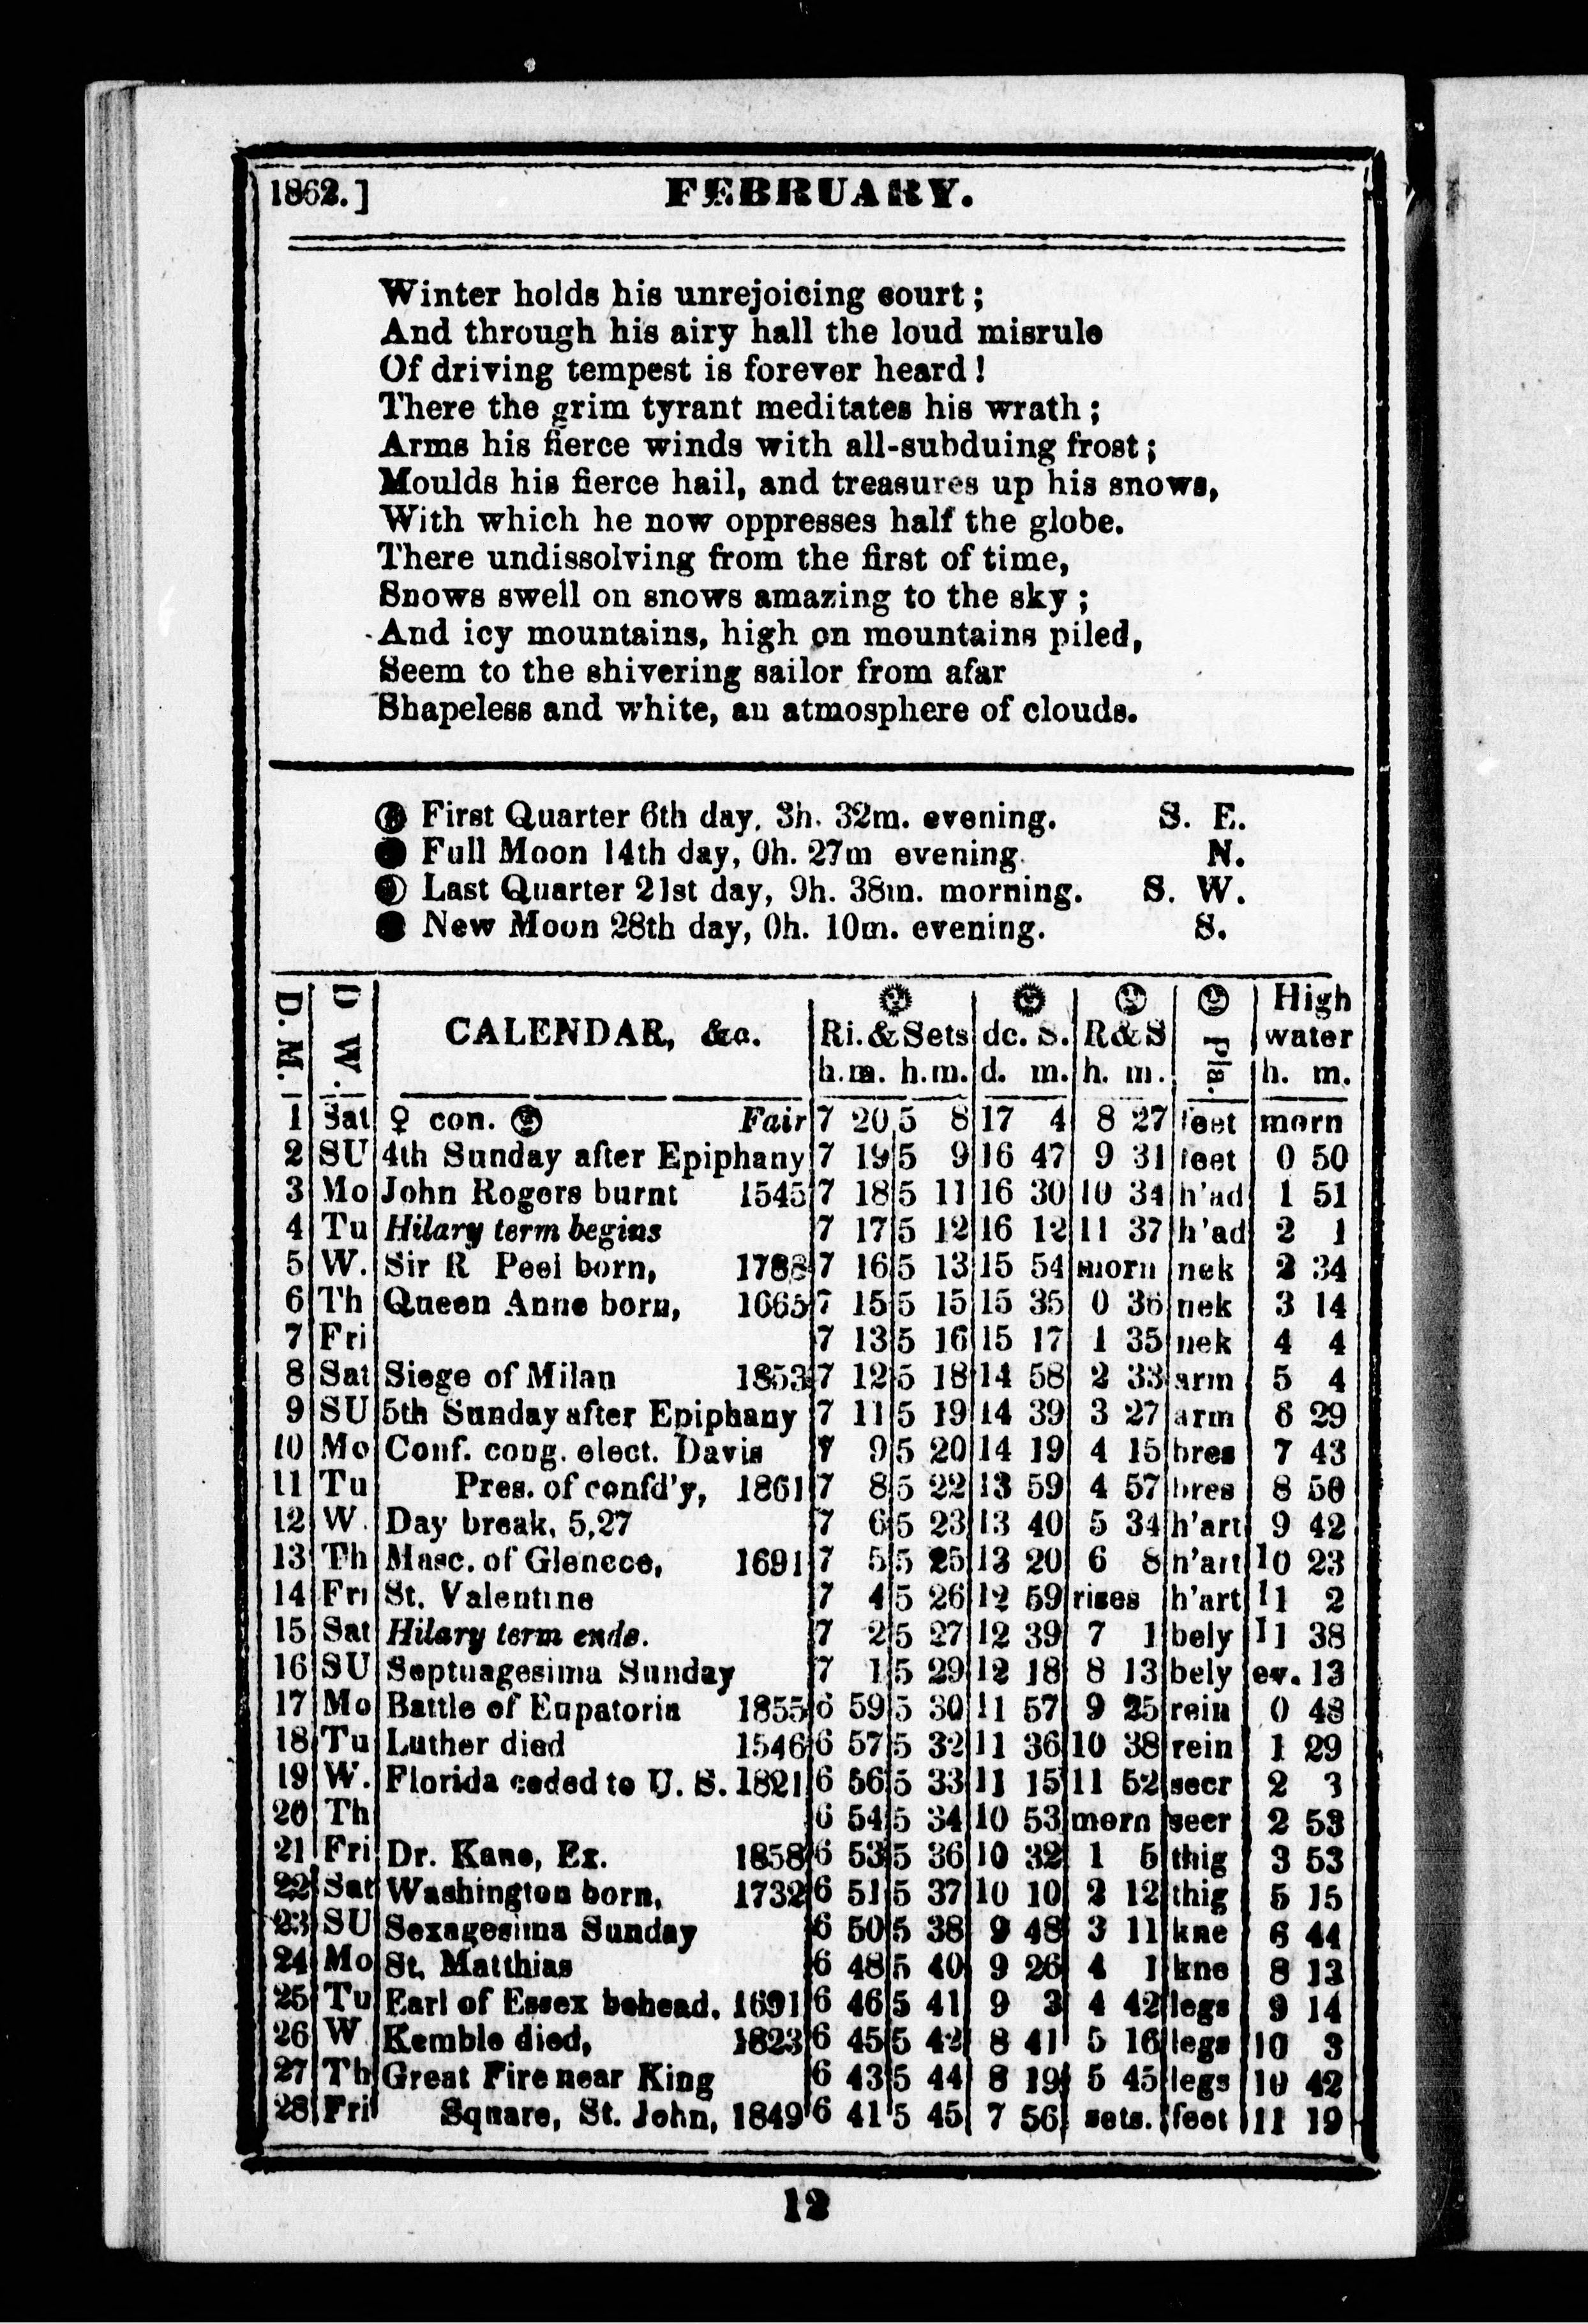 1862.] FEBRUARY.
Winter holds his unrejoicing court;
And through his airy hall the loud misrule
Of driving tempest is forever heard!
There the grim tyrant meditates his wrath;
Arms his fierce winds with all-subduing frost;
Moulds his fierce hail, and treasures up his snows,
With which he now oppresses half the globe.
There undissolving from the first of time,
Snows swell on snows amazing to the sky;
And icy mountains, high on mountains piled,
Seem to the shivering sailor from afar
Shapeless and white, an atmosphere of clouds.
First Quarter 6th day, 3h. 32m. evening. S. E.
Full Moon 14th day, 0h. 27m evening. N.
Last Quarter 21st day, 9h. 38m. morning. S. W.
New Moon 28th day, 0h. 10m. evening. S.
D. M. D W. CALENDAR, &c. Ri. & Sets dc. S. R&S Pla. High water
h. m. h. m. d. m. h. m. h. m.
1 Sat ♀ con. Fair 7 20 5 8 17 4 8 27 feet morn
2 SU 4th Sunday after Epiphany 7 19 5 9 16 47 9 31 feet 0 50
3 Mo John Rogers burnt 1545 7 18 5 11 16 30 10 34 h'ad 1 51
4 Tu Hilary term begins 7 17 5 12 16 12 11 37 h'ad 2 1
5 W. Sir R Peel born, 1788 7 16 5 13 15 54 morn nek 2 34
6 Th Queen Anne born, 1665 7 15 5 15 15 35 0 36 nek 3 14
7 Fri 7 13 5 16 15 17 1 35 nek 4 4
8 Sat Siege of Milan 1853 7 12 5 18 14 58 2 33 arm 5 4
9 SU 5th Sunday after Epiphany 7 11 5 19 14 39 3 27 arm 6 29
10 Mo Conf. cong. elect. Davis 7 9 5 20 14 19 4 15 bres 7 43
11 Tu Pres. of confd'y, 1861 7 8 5 22 13 59 4 57 bres 8 50
12 W. Day break, 5,27 7 6 5 23 13 40 5 34 h'art 9 42
13 Th Masc. of Glencce, 1691 7 5 5 25 13 20 6 8 h'art 10 23
14 Fri St. Valentine 7 4 5 26 12 59 rises h'art 11 2
15 Sat Hilary term ends. 7 2 5 27 12 39 7 1 bely 11 38
16 SU Septuagesima Sunday 7 1 5 29 12 18 8 13 bely ev. 13
17 Mo Battle of Eupatoria 1855 6 59 5 30 11 57 9 25 rein 0 48
18 Tu Luther died 1546 6 57 5 32 11 36 10 38 rein 1 29
19 W. Florida ceded to U. S. 1821 6 56 5 33 11 15 11 52 secr 2 3
20 Th 6 54 5 34 10 53 morn secr 2 53
21 Fri Dr. Kane, Ex. 1858 6 53 5 36 10 32 1 5 thig 3 53
22 Sat Washington born, 1732 6 51 5 37 10 10 2 12 thig 5 15
23 SU Sexagesima Sunday 6 50 5 38 9 48 3 11 kne 6 44
24 Mo St. Matthias 6 48 5 40 9 26 4 1 kne 8 13
25 Tu Earl of Essex behead. 1691 6 46 5 41 9 3 4 42 legs 9 14
26 W Kemble died, 1823 6 45 5 42 8 41 5 16 legs 10 3
27 Th Great Fire near King 6 43 5 44 8 19 5 45 legs 10 42
28 Fri Square, St. John, 1849 6 41 5 45 7 56 sets. feet 11 19
12